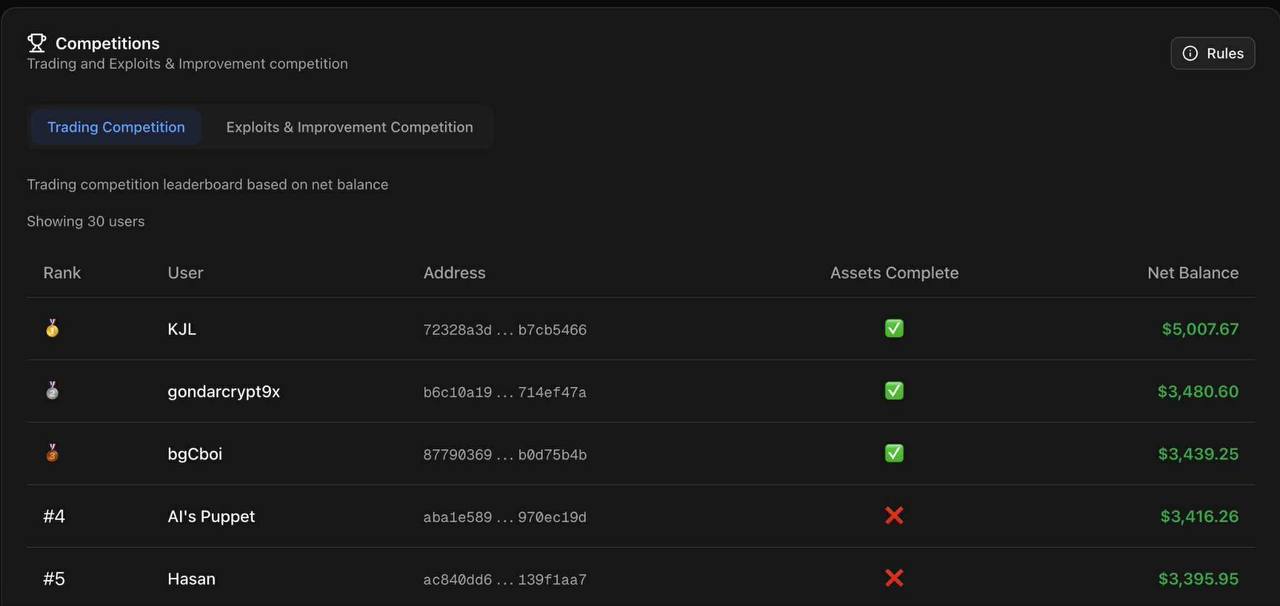 Competitions
Trading and Exploits & Improvement competition
Rules
Trading Competition Exploits & Improvement Competition
Trading competition leaderboard based on net balance
Showing 30 users
Rank User Address Assets Complete Net Balance
🥇 KJL 72328a3d ... b7cb5466 ✅ $5,007.67
🥈 gondarcrypt9x b6c10a19 ... 714ef47a ✅ $3,480.60
🥉 bgCboi 87790369 ... b0d75b4b ✅ $3,439.25
#4 AI's Puppet aba1e589 ... 970ec19d ❌ $3,416.26
#5 Hasan ac840dd6 ... 139f1aa7 ❌ $3,395.95